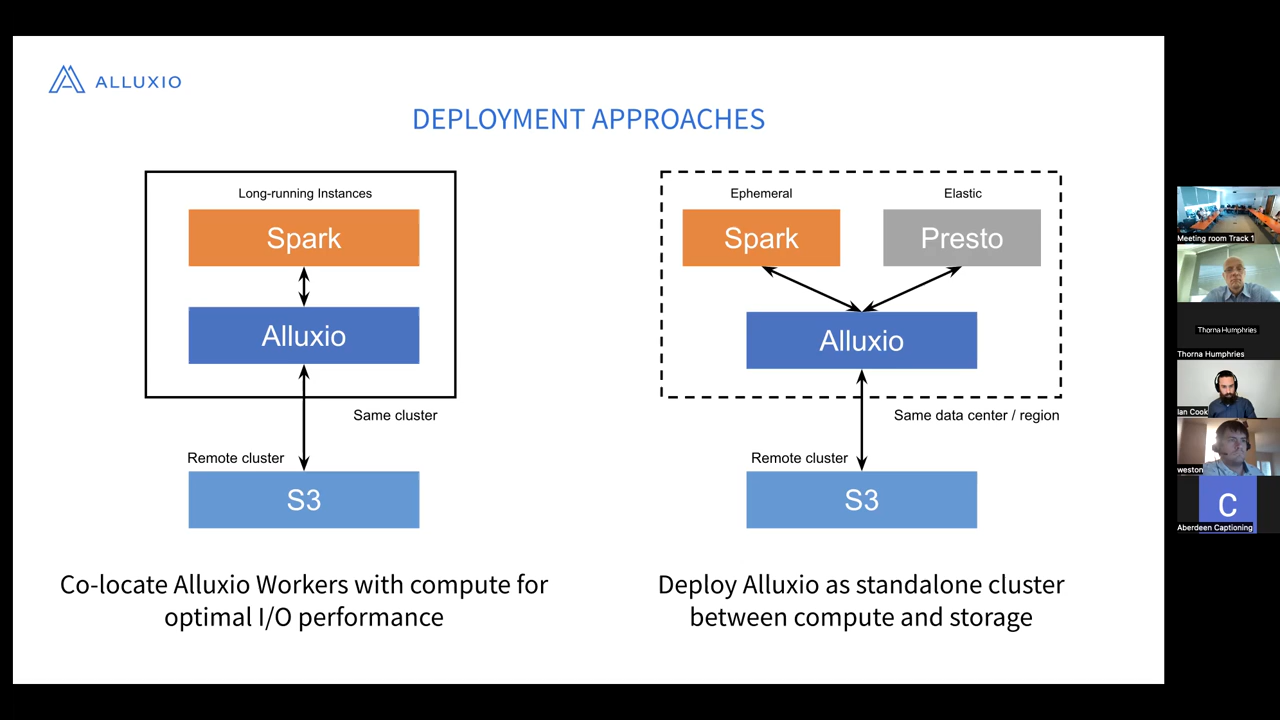 ALLUXIO
DEPLOYMENT APPROACHES
Long-running Instances
Spark
Alluxio
Same cluster
Remote cluster
S3
Co-locate Alluxio Workers with compute for
optimal I/O performance
Ephemeral
Elastic
Spark
Presto
Alluxio
Same data center / region
Remote cluster
S3
Deploy Alluxio as standalone cluster
between compute and storage
Meeting room Track 1
Thorna Humphries
Thorna Humphries
Ian Cook
weston
C
Aberdeen Captioning